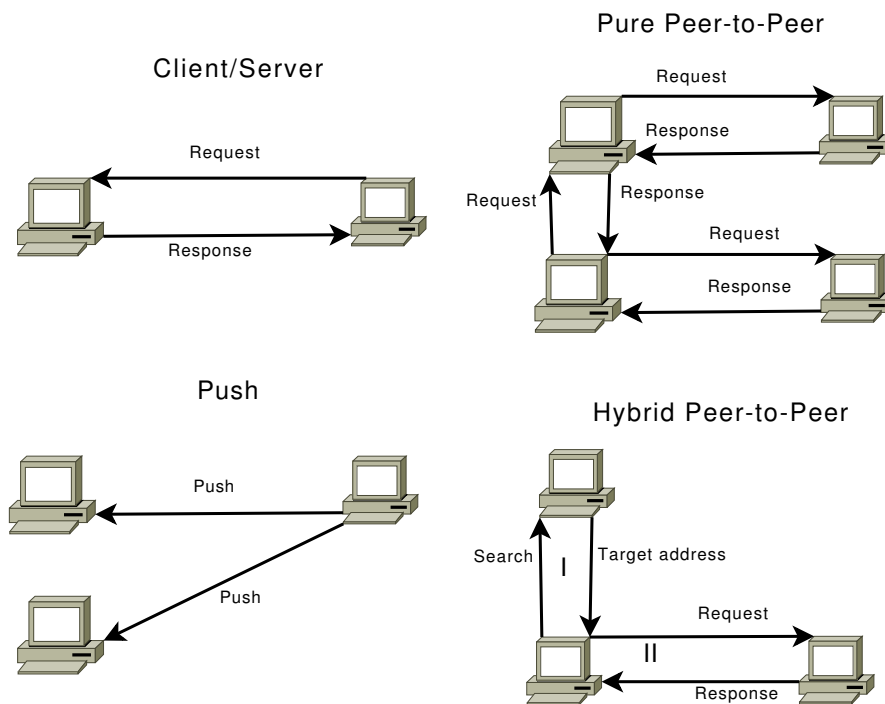 Client/Server
Request
Response
Pure Peer-to-Peer
Request
Response
Request
Response
Request
Response
Push
Push
Push
Hybrid Peer-to-Peer
Search
I
Target address
Request
II
Response